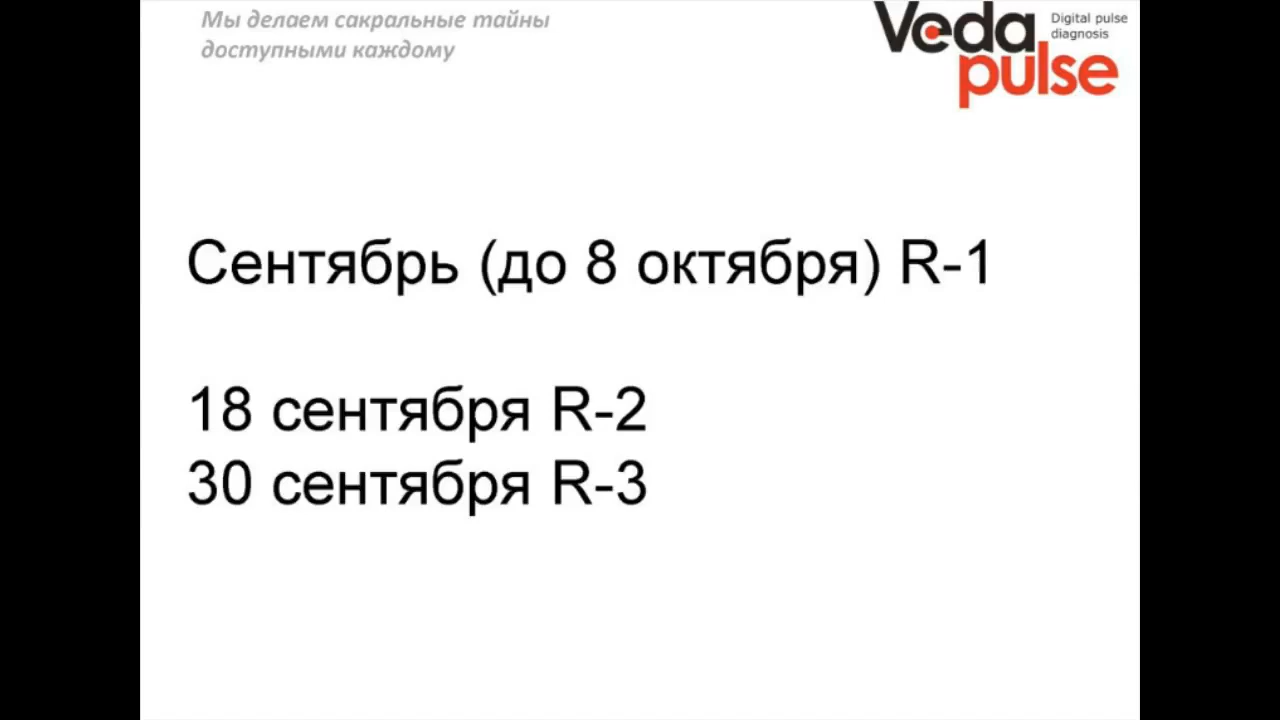 Мы делаем сакральные тайны
доступными каждому
Veda
pulse
Digital pulse
diagnosis
Сентябрь (до 8 октября) R-1
18 сентября R-2
30 сентября R-3